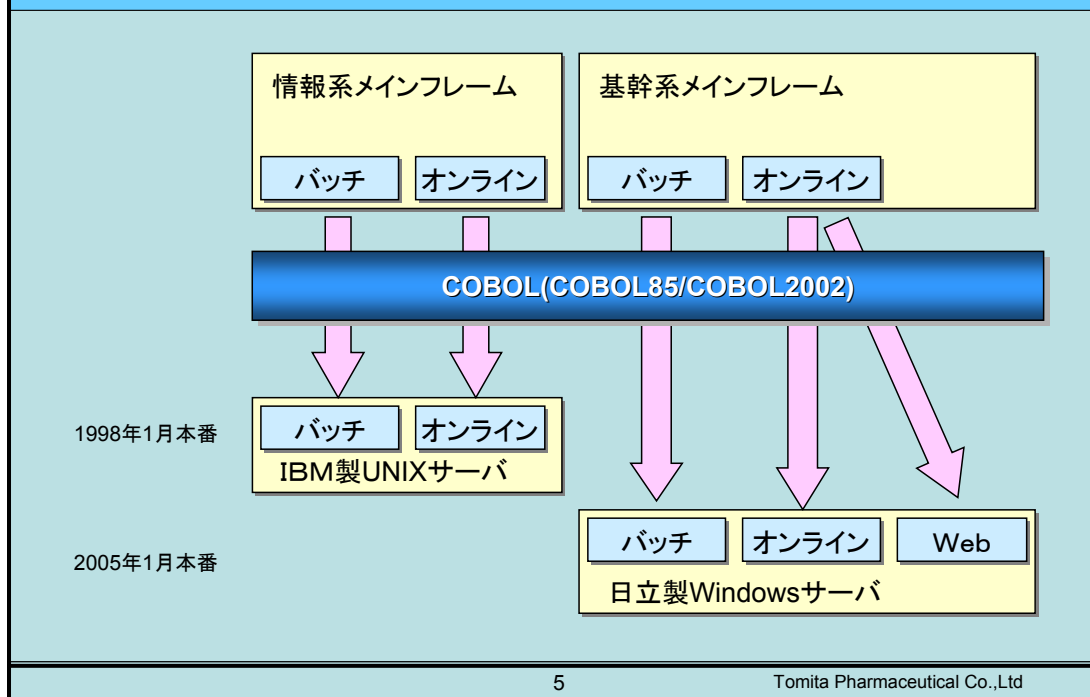 情報系メインフレーム
バッチ
オンライン
基幹系メインフレーム
バッチ
オンライン
COBOL(COBOL85/COBOL2002)
1998年1月本番
バッチ
オンライン
IBM製UNIXサーバ
2005年1月本番
バッチ
オンライン
Web
日立製Windowsサーバ
5
Tomita Pharmaceutical Co.,Ltd